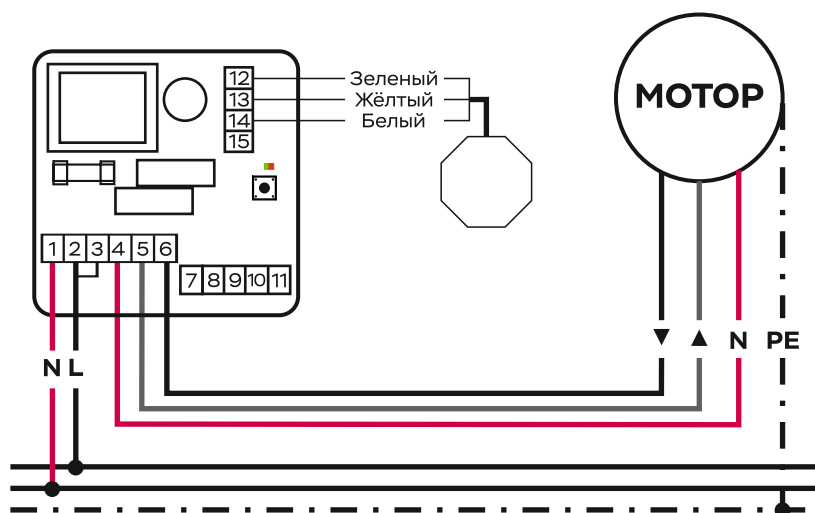 12 Зеленый
13 Жёлтый
14 Белый
15
МОТОР
1 2 3 4 5 6
7 8 9 10 11
N L
▼ ▲ N PE